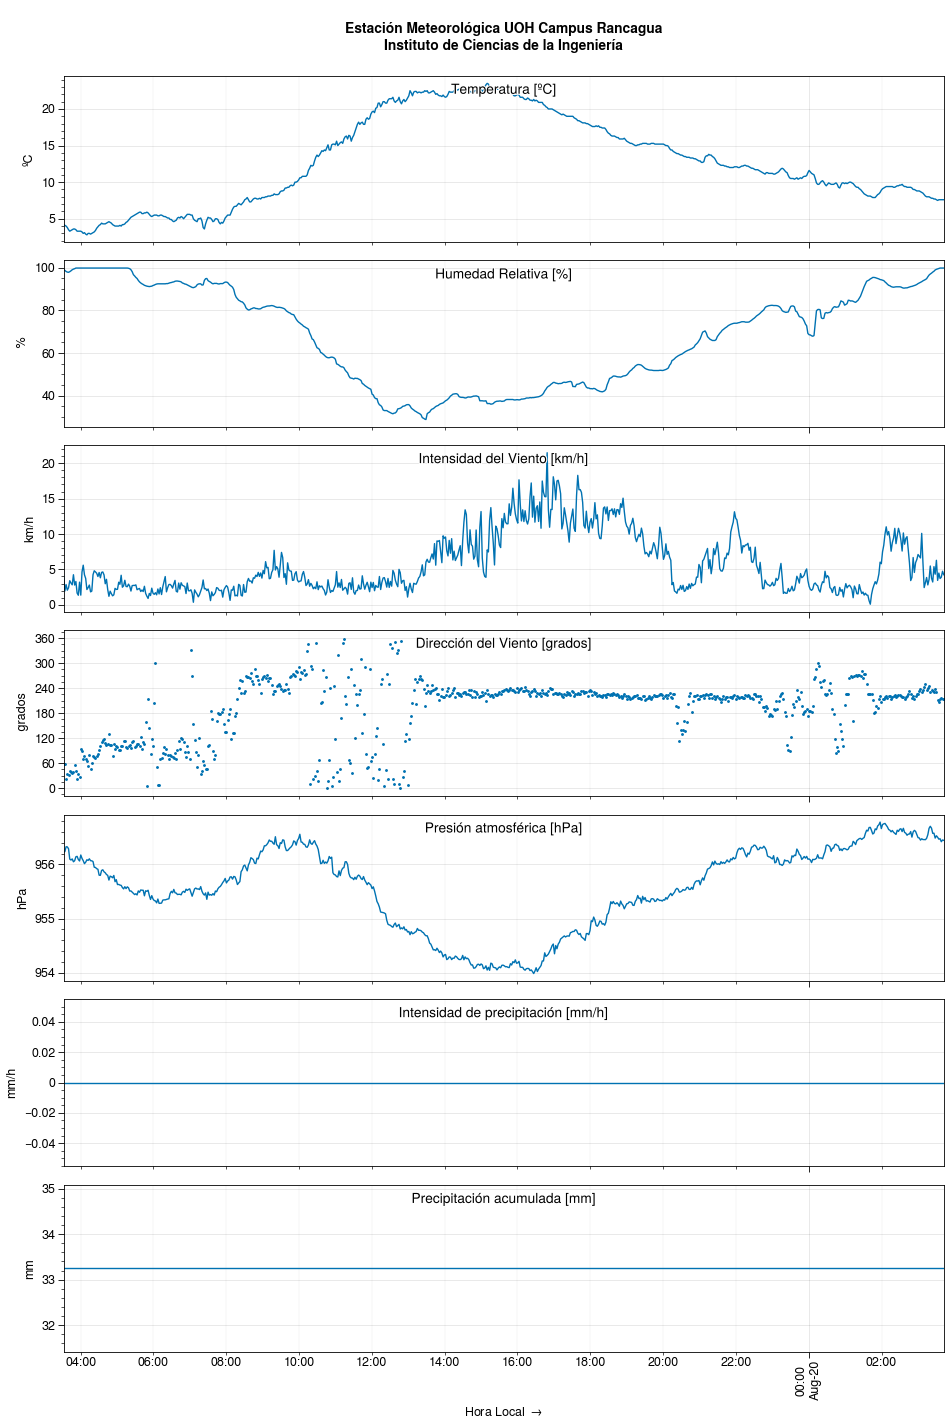 Estación Meteorológica UOH Campus Rancagua
Instituto de Ciencias de la Ingeniería
Temperatura [ºC]
20
15
10
5
ºC
Humedad Relativa [%]
100
80
60
40
%
Intensidad del Viento [km/h]
20
15
10
5
0
km/h
Dirección del Viento [grados]
360
300
240
180
120
60
0
grados
Presión atmosférica [hPa]
956
955
954
hPa
Intensidad de precipitación [mm/h]
0.04
0.02
0
−0.02
−0.04
mm/h
Precipitación acumulada [mm]
35
34
33
32
mm
04:00 06:00 08:00 10:00 12:00 14:00 16:00 18:00 20:00 22:00 00:00 02:00
Aug-20
Hora Local →